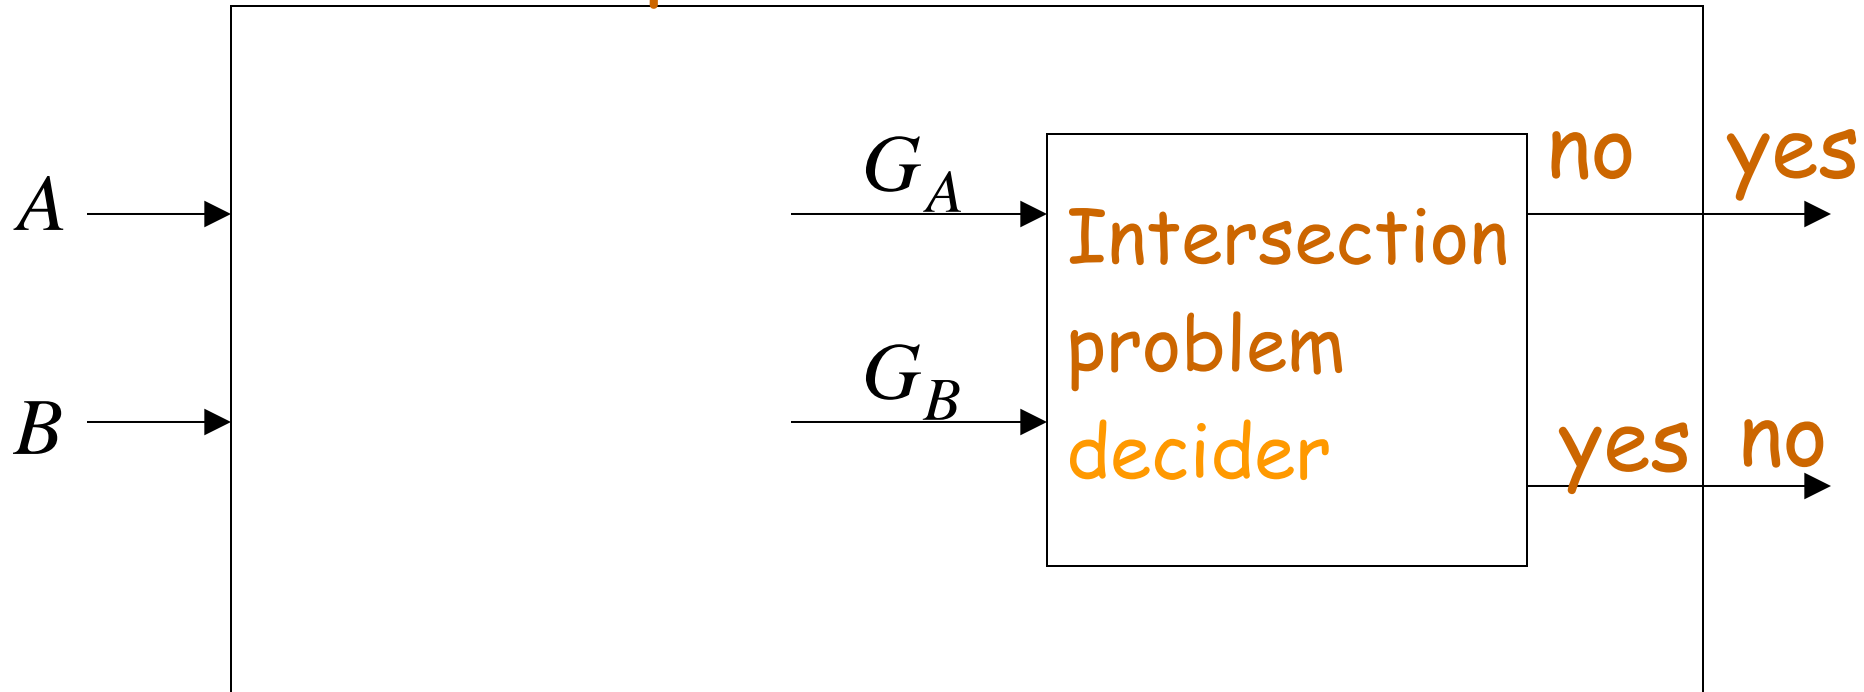 A
B
G_A
G_B
Intersection
problem
decider
no yes
yes no